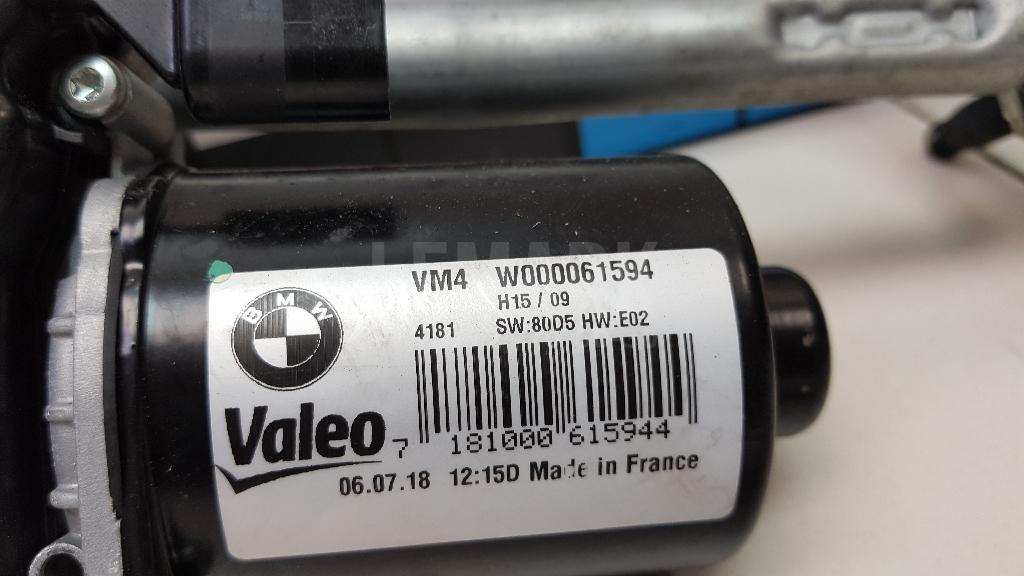 LEMARK
VM4 W000061594
H15 / 09
4181 SW:80D5 HW:E02
BMW
Valeo
7 181000 615944
06.07.18 12:15D Made in France